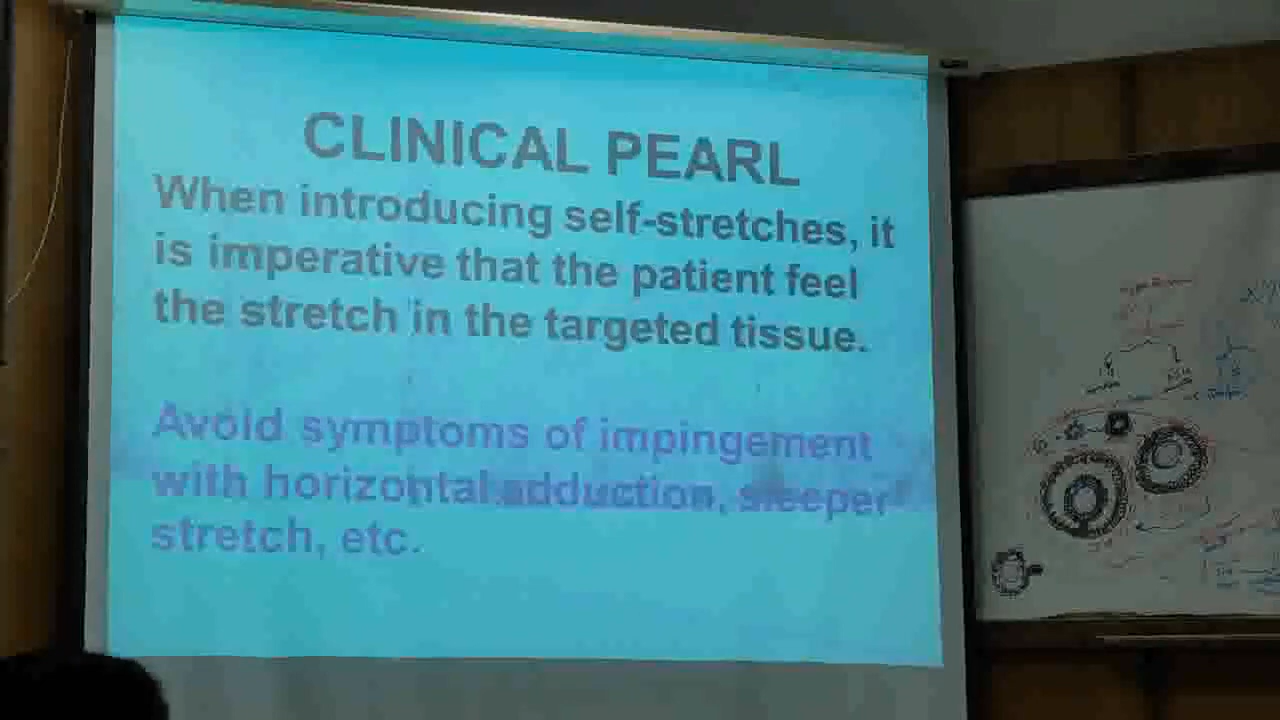 CLINICAL PEARL
When introducing self-stretches, it
is imperative that the patient feel
the stretch in the targeted tissue.
Avoid symptoms of impingement
with horizontal adduction, sleeper
stretch, etc.